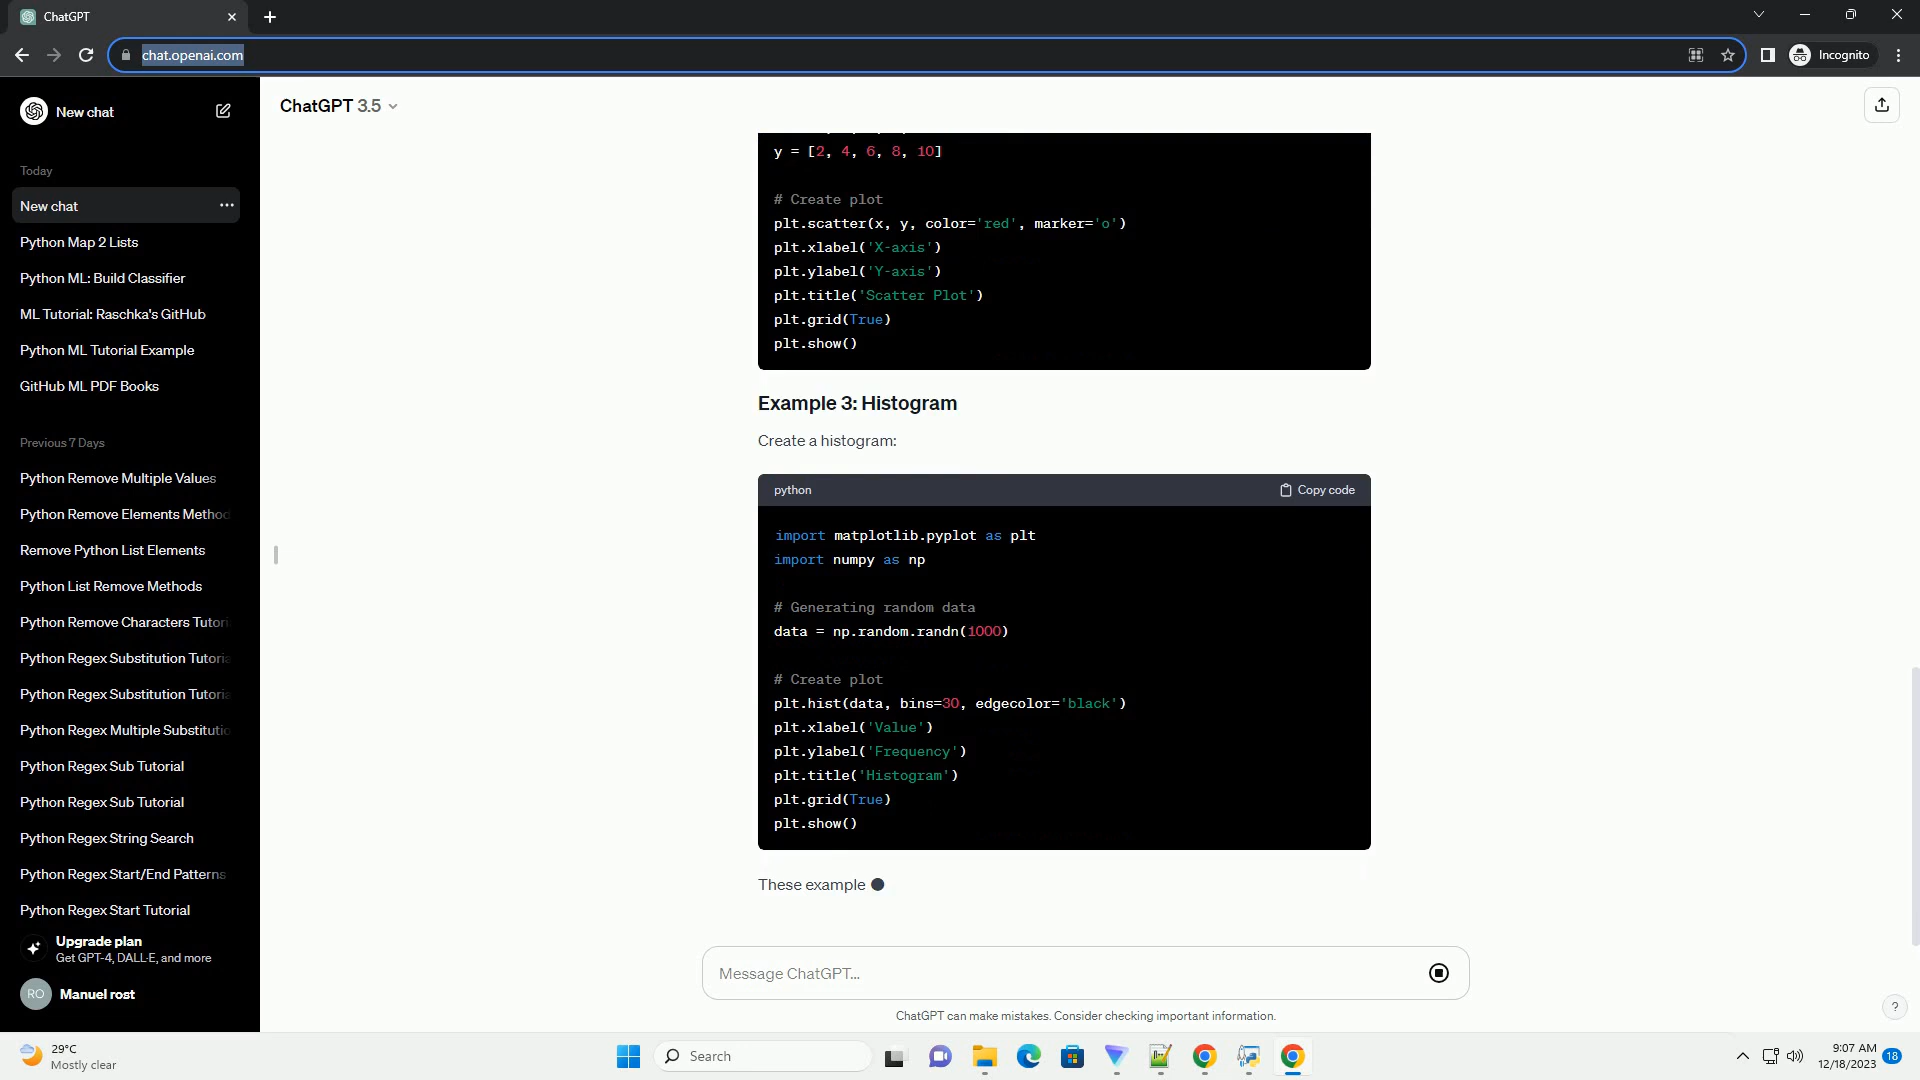 ChatGPT
chat.openai.com
Incognito
New chat
Today
New chat
Python Map 2 Lists
Python ML: Build Classifier
ML Tutorial: Raschka's GitHub
Python ML Tutorial Example
GitHub ML PDF Books
Previous 7 Days
Python Remove Multiple Values
Python Remove Elements Method
Remove Python List Elements
Python List Remove Methods
Python Remove Characters Tutori
Python Regex Substitution Tutoria
Python Regex Substitution Tutoria
Python Regex Multiple Substitutio
Python Regex Sub Tutorial
Python Regex Sub Tutorial
Python Regex String Search
Python Regex Start/End Patterns
Python Regex Start Tutorial
Upgrade plan
Get GPT-4, DALL·E, and more
RO
Manuel rost
ChatGPT 3.5
y = [2, 4, 6, 8, 10]
# Create plot
plt.scatter(x, y, color='red', marker='o')
plt.xlabel('X-axis')
plt.ylabel('Y-axis')
plt.title('Scatter Plot')
plt.grid(True)
plt.show()
Example 3: Histogram
Create a histogram:
python
Copy code
import matplotlib.pyplot as plt
import numpy as np
# Generating random data
data = np.random.randn(1000)
# Create plot
plt.hist(data, bins=30, edgecolor='black')
plt.xlabel('Value')
plt.ylabel('Frequency')
plt.title('Histogram')
plt.grid(True)
plt.show()
These example
Message ChatGPT...
ChatGPT can make mistakes. Consider checking important information.
?
29°C
Mostly clear
Search
9:07 AM
12/18/2023
18